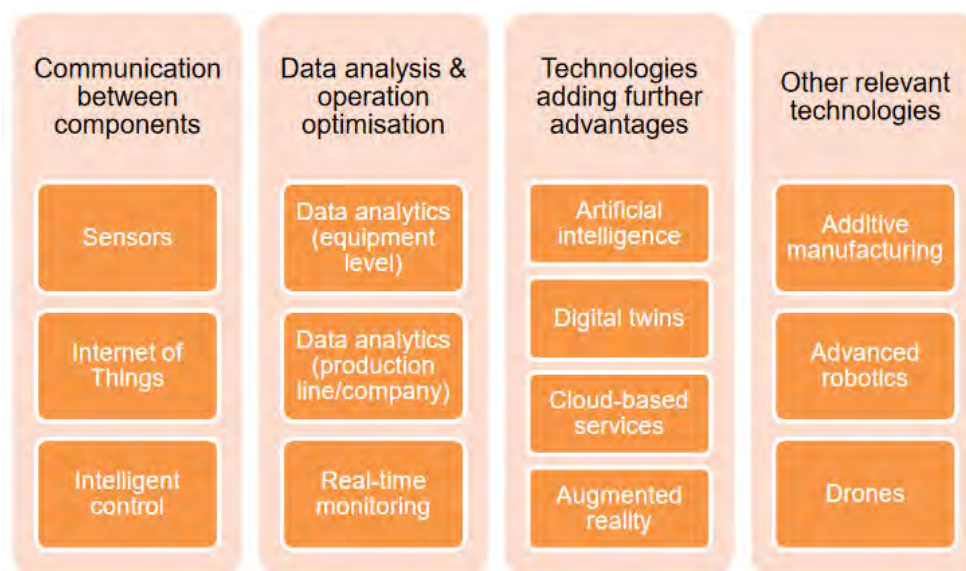 Communication
between
components
Sensors
Internet of
Things
Intelligent
control
Data analysis &
operation
optimisation
Data analytics
(equipment
level)
Data analytics
(production
line/company)
Real-time
monitoring
Technologies
adding further
advantages
Artificial
intelligence
Digital twins
Cloud-based
services
Augmented
reality
Other relevant
technologies
Additive
manufacturing
Advanced
robotics
Drones